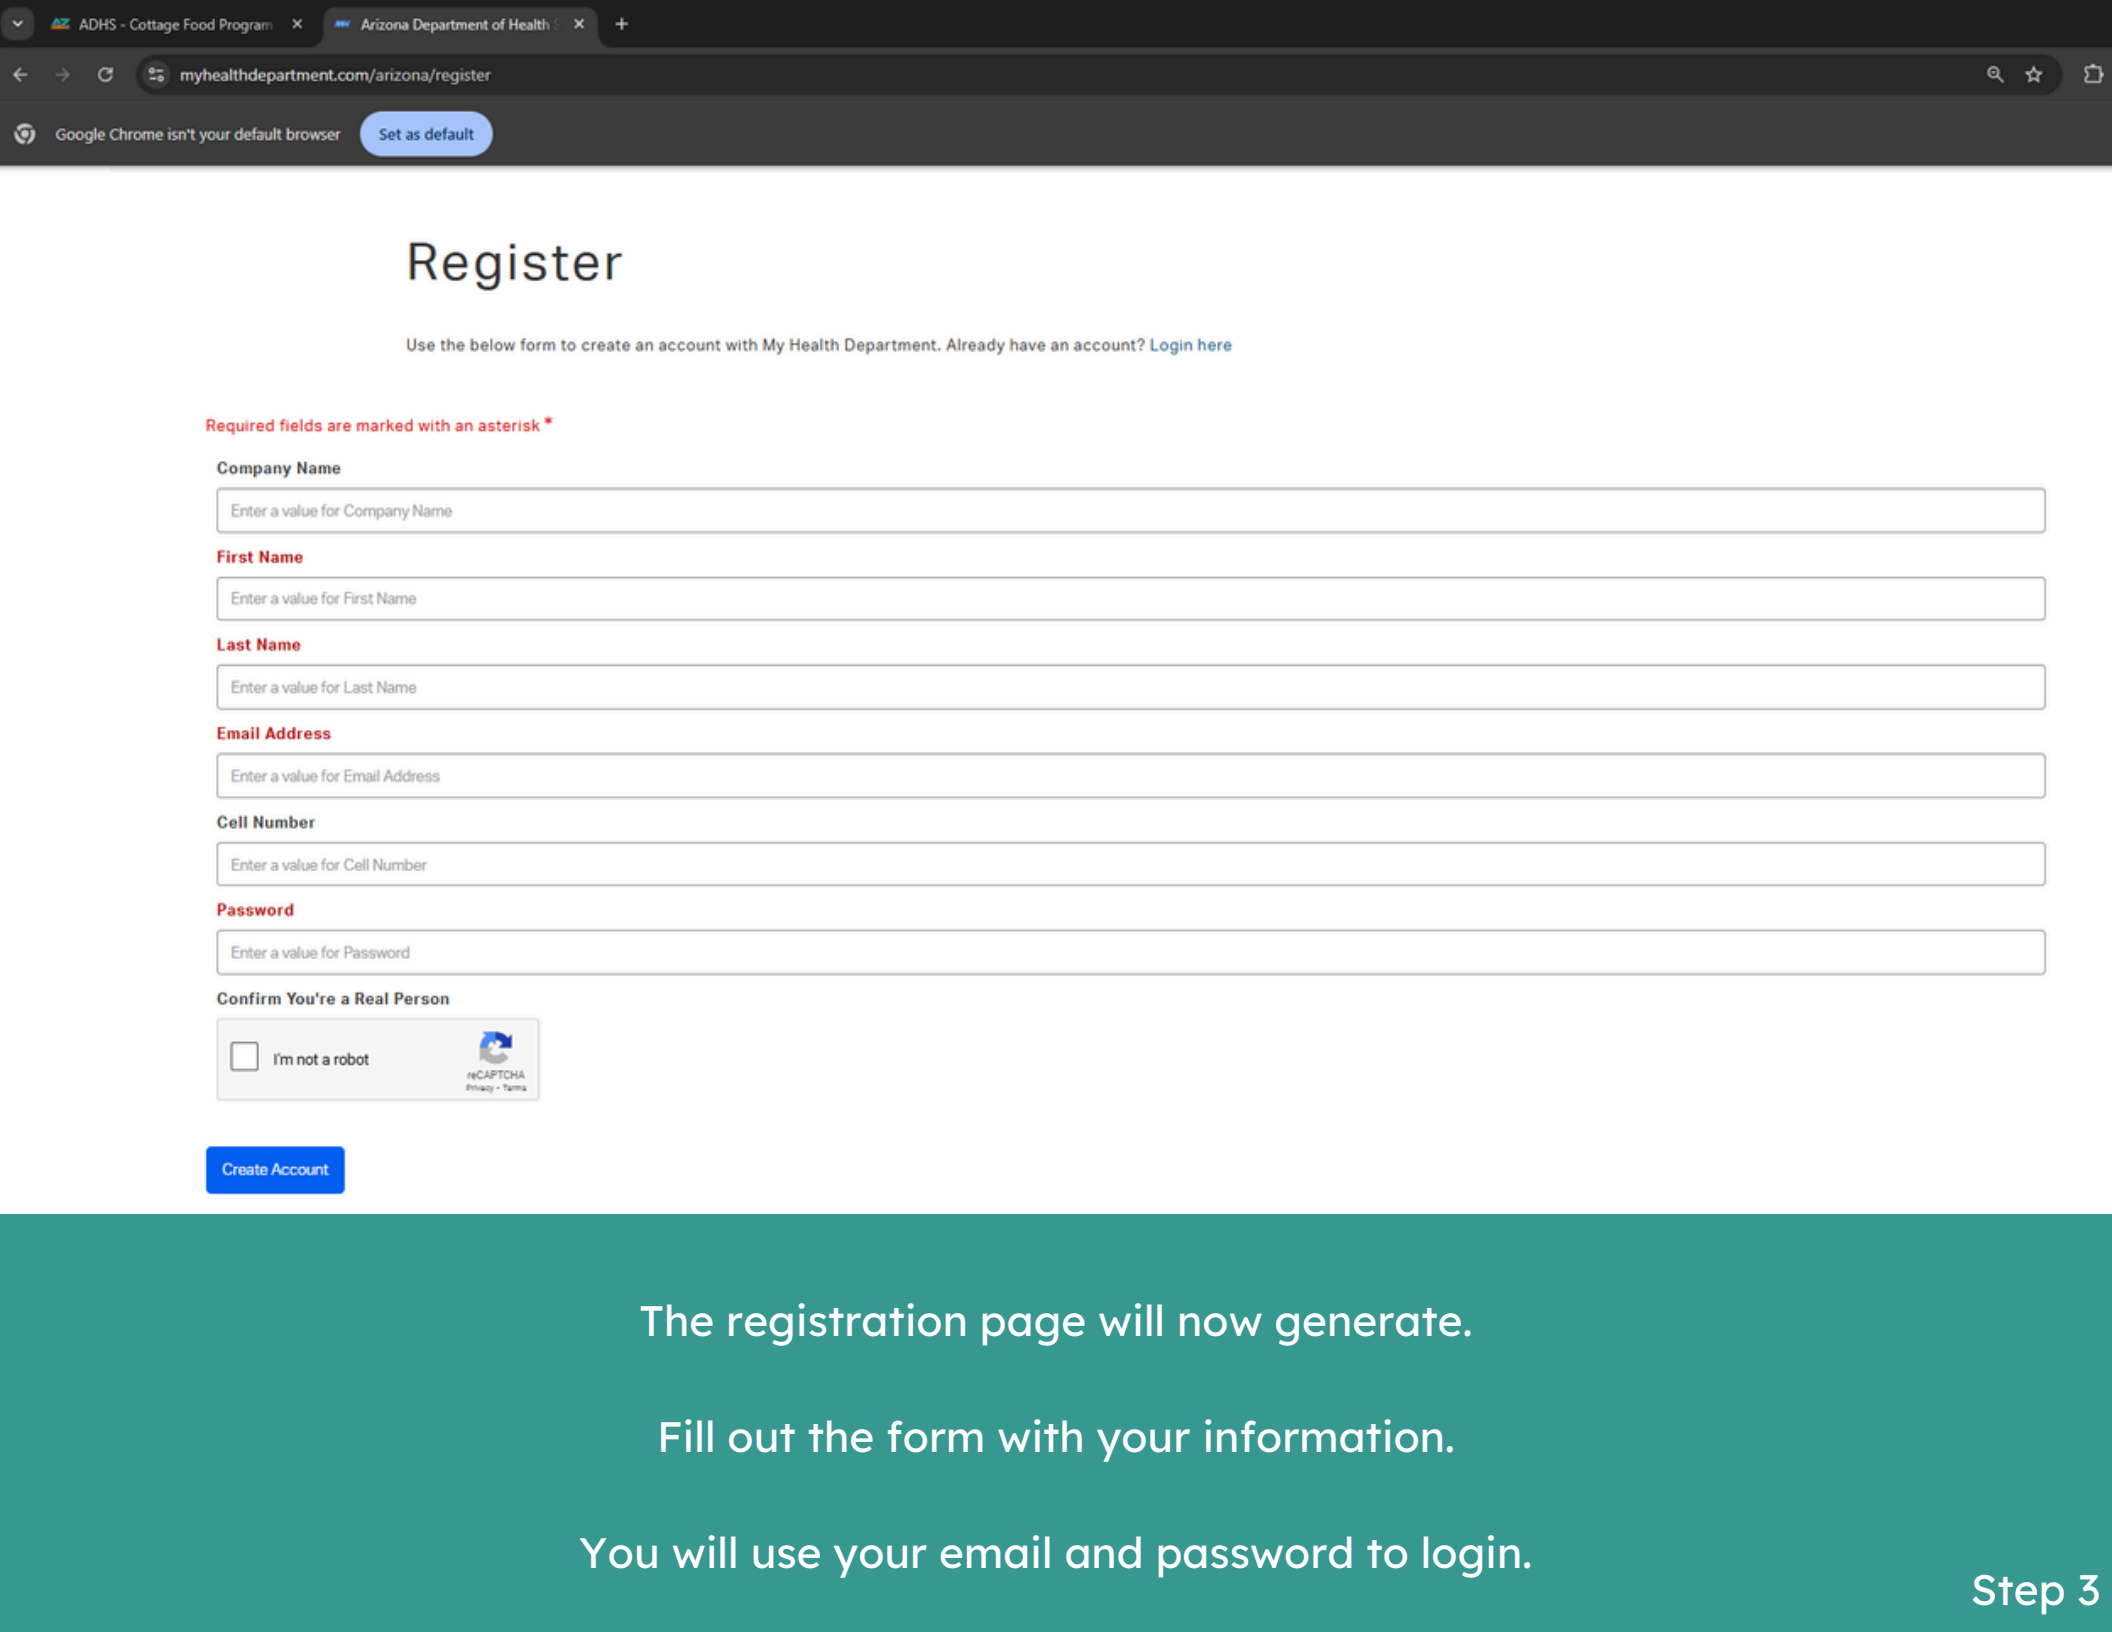 ADHS - Cottage Food Program
Arizona Department of Health S
myhealthdepartment.com/arizona/register
Google Chrome isn't your default browser Set as default
Register
Use the below form to create an account with My Health Department. Already have an account? Login here
Required fields are marked with an asterisk *
Company Name
Enter a value for Company Name
First Name
Enter a value for First Name
Last Name
Enter a value for Last Name
Email Address
Enter a value for Email Address
Cell Number
Enter a value for Cell Number
Password
Enter a value for Password
Confirm You're a Real Person
I'm not a robot
reCAPTCHA
Privacy - Terms
Create Account
The registration page will now generate.
Fill out the form with your information.
You will use your email and password to login.
Step 3